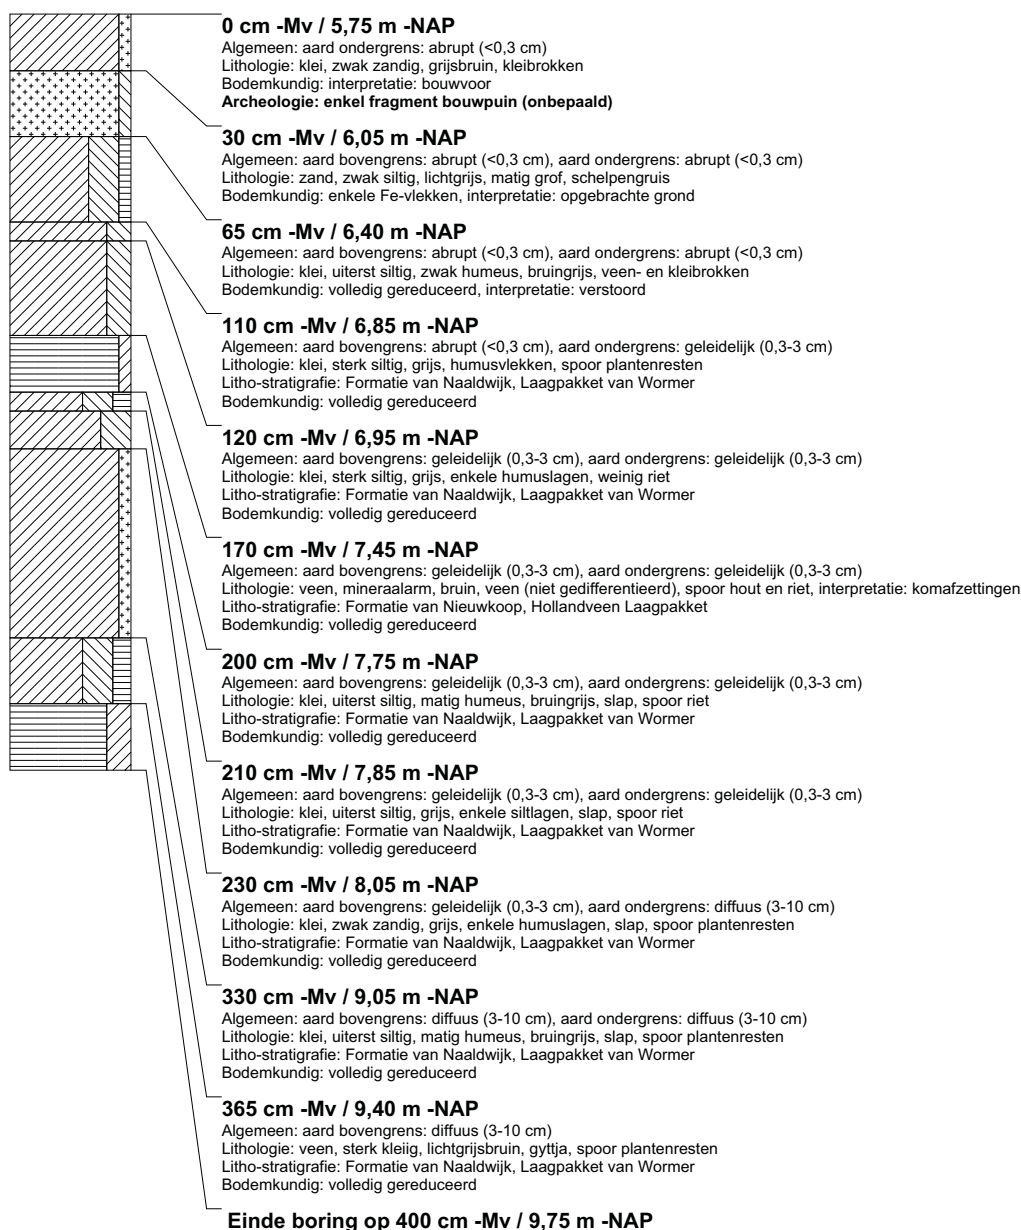 0 cm -Mv / 5,75 m -NAP
Algemeen: aard ondergrens: abrupt (<0,3 cm)
Lithologie: klei, zwak zandig, grijsbruin, kleibrokken
Bodemkundig: interpretatie: bouwvoor
Archeologie: enkel fragment bouwpuin (onbepaald)
30 cm -Mv / 6,05 m -NAP
Algemeen: aard bovengrens: abrupt (<0,3 cm), aard ondergrens: abrupt (<0,3 cm)
Lithologie: zand, zwak siltig, lichtgrijs, matig grof, schelpengruis
Bodemkundig: enkele Fe-vlekken, interpretatie: opgebrachte grond
65 cm -Mv / 6,40 m -NAP
Algemeen: aard bovengrens: abrupt (<0,3 cm), aard ondergrens: abrupt (<0,3 cm)
Lithologie: klei, uiterst siltig, zwak humeus, bruingrijs, veen- en kleibrokken
Bodemkundig: volledig gereduceerd, interpretatie: verstoord
110 cm -Mv / 6,85 m -NAP
Algemeen: aard bovengrens: abrupt (<0,3 cm), aard ondergrens: geleidelijk (0,3-3 cm)
Lithologie: klei, sterk siltig, grijs, humusvlekken, spoor plantenresten
Litho-stratigrafie: Formatie van Naaldwijk, Laagpakket van Wormer
Bodemkundig: volledig gereduceerd
120 cm -Mv / 6,95 m -NAP
Algemeen: aard bovengrens: geleidelijk (0,3-3 cm), aard ondergrens: geleidelijk (0,3-3 cm)
Lithologie: klei, sterk siltig, grijs, enkele humuslagen, weinig riet
Litho-stratigrafie: Formatie van Naaldwijk, Laagpakket van Wormer
Bodemkundig: volledig gereduceerd
170 cm -Mv / 7,45 m -NAP
Algemeen: aard bovengrens: geleidelijk (0,3-3 cm), aard ondergrens: geleidelijk (0,3-3 cm)
Lithologie: veen, mineraalarm, bruin, veen (niet gedifferentieerd), spoor hout en riet, interpretatie: komafzettingen
Litho-stratigrafie: Formatie van Nieuwkoop, Hollandveen Laagpakket
Bodemkundig: volledig gereduceerd
200 cm -Mv / 7,75 m -NAP
Algemeen: aard bovengrens: geleidelijk (0,3-3 cm), aard ondergrens: geleidelijk (0,3-3 cm)
Lithologie: klei, uiterst siltig, matig humeus, bruingrijs, slap, spoor riet
Litho-stratigrafie: Formatie van Naaldwijk, Laagpakket van Wormer
Bodemkundig: volledig gereduceerd
210 cm -Mv / 7,85 m -NAP
Algemeen: aard bovengrens: geleidelijk (0,3-3 cm), aard ondergrens: geleidelijk (0,3-3 cm)
Lithologie: klei, uiterst siltig, grijs, enkele siltlagen, slap, spoor riet
Litho-stratigrafie: Formatie van Naaldwijk, Laagpakket van Wormer
Bodemkundig: volledig gereduceerd
230 cm -Mv / 8,05 m -NAP
Algemeen: aard bovengrens: geleidelijk (0,3-3 cm), aard ondergrens: diffuus (3-10 cm)
Lithologie: klei, zwak zandig, grijs, enkele humuslagen, slap, spoor plantenresten
Litho-stratigrafie: Formatie van Naaldwijk, Laagpakket van Wormer
Bodemkundig: volledig gereduceerd
330 cm -Mv / 9,05 m -NAP
Algemeen: aard bovengrens: diffuus (3-10 cm), aard ondergrens: diffuus (3-10 cm)
Lithologie: klei, uiterst siltig, matig humeus, bruingrijs, slap, spoor plantenresten
Litho-stratigrafie: Formatie van Naaldwijk, Laagpakket van Wormer
Bodemkundig: volledig gereduceerd
365 cm -Mv / 9,40 m -NAP
Algemeen: aard bovengrens: diffuus (3-10 cm)
Lithologie: veen, sterk kleiig, lichtgrijsbruin, gyttja, spoor plantenresten
Litho-stratigrafie: Formatie van Naaldwijk, Laagpakket van Wormer
Bodemkundig: volledig gereduceerd
Einde boring op 400 cm -Mv / 9,75 m -NAP